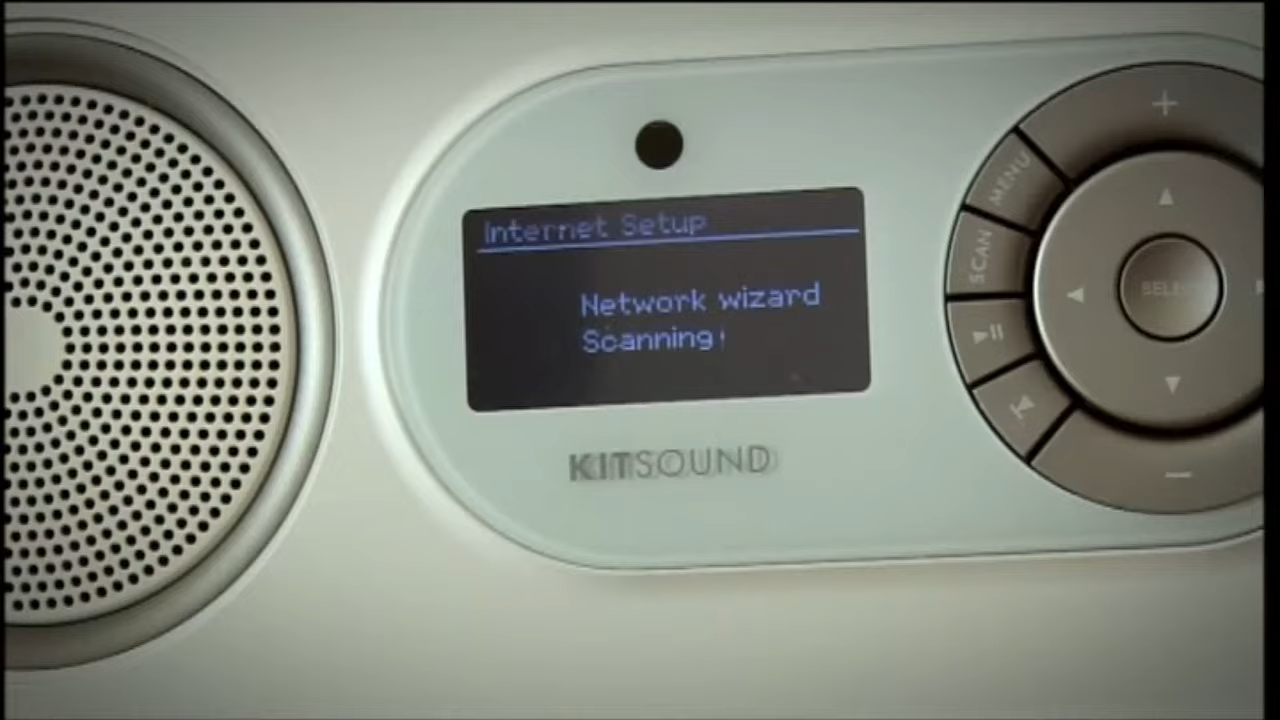 Internet Setup
Network wizard
Scanning
KITSOUND
MENU
SCAN
SELECT